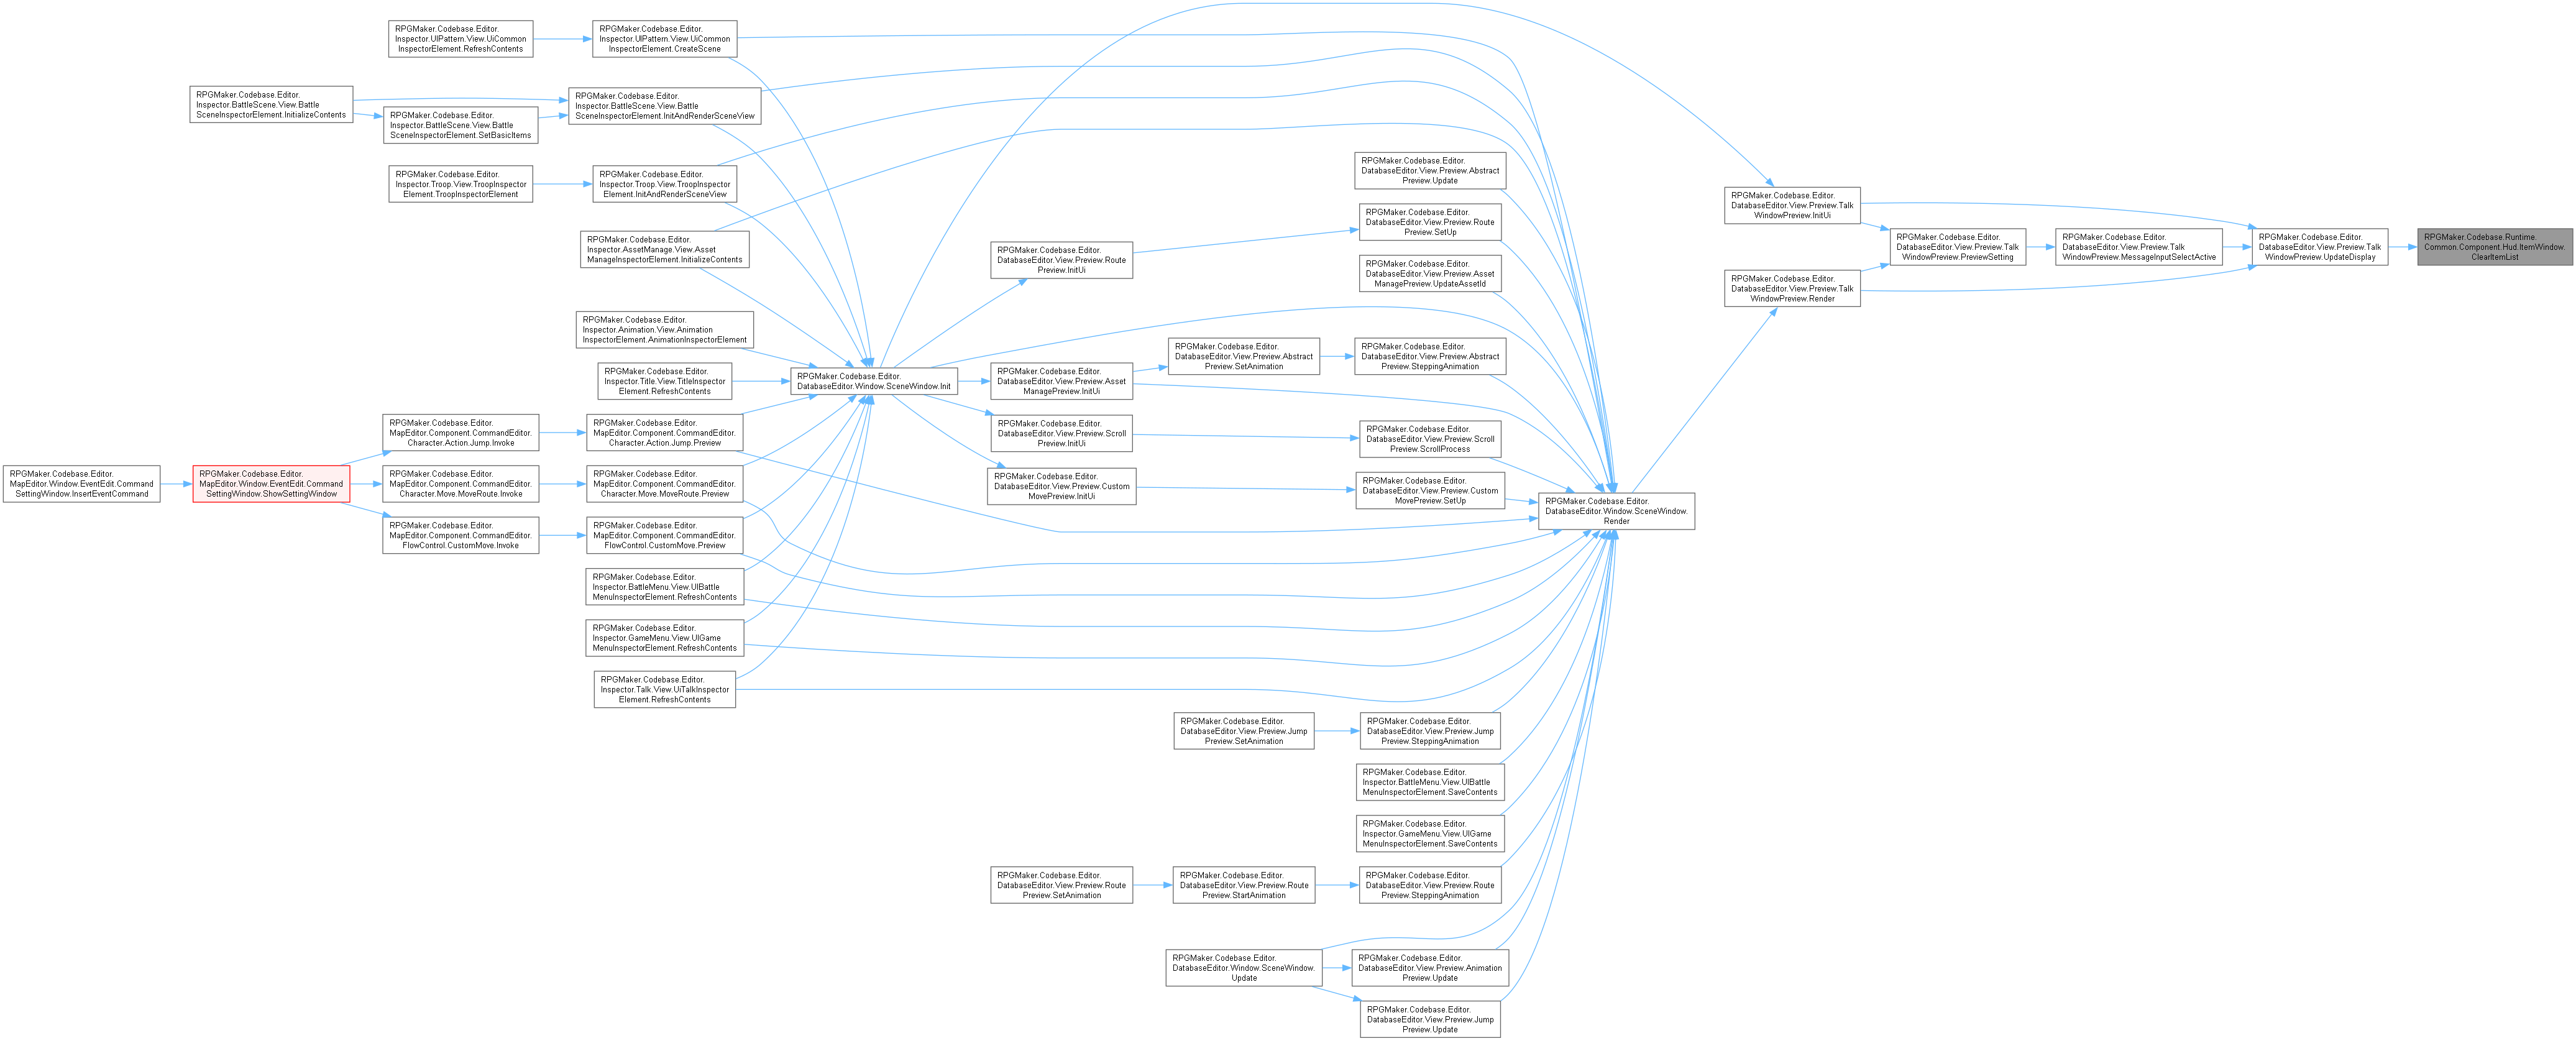 RPGMaker.Codebase.Editor.
Inspector.UIPattern.View.UiCommon
InspectorElement.RefreshContents
RPGMaker.Codebase.Editor.
Inspector.UIPattern.View.UiCommon
InspectorElement.CreateScene
RPGMaker.Codebase.Editor.
Inspector.BattleScene.View.Battle
SceneInspectorElement.InitializeContents
RPGMaker.Codebase.Editor.
Inspector.BattleScene.View.Battle
SceneInspectorElement.SetBasicItems
RPGMaker.Codebase.Editor.
Inspector.BattleScene.View.Battle
SceneInspectorElement.InitAndRenderSceneView
RPGMaker.Codebase.Editor.
Inspector.Troop.View.TroopInspector
Element.TroopInspectorElement
RPGMaker.Codebase.Editor.
Inspector.Troop.View.TroopInspector
Element.InitAndRenderSceneView
RPGMaker.Codebase.Editor.
Inspector.AssetManage.View.Asset
ManageInspectorElement.InitializeContents
RPGMaker.Codebase.Editor.
Inspector.Animation.View.Animation
InspectorElement.AnimationInspectorElement
RPGMaker.Codebase.Editor.
Inspector.Title.View.TitleInspector
Element.RefreshContents
RPGMaker.Codebase.Editor.
DatabaseEditor.Window.SceneWindow.Init
RPGMaker.Codebase.Editor.
MapEditor.Component.CommandEditor.
Character.Action.Jump.Invoke
RPGMaker.Codebase.Editor.
MapEditor.Component.CommandEditor.
Character.Action.Jump.Preview
RPGMaker.Codebase.Editor.
MapEditor.Window.EventEdit.Command
SettingWindow.InsertEventCommand
RPGMaker.Codebase.Editor.
MapEditor.Window.EventEdit.Command
SettingWindow.ShowSettingWindow
RPGMaker.Codebase.Editor.
MapEditor.Component.CommandEditor.
Character.Move.MoveRoute.Invoke
RPGMaker.Codebase.Editor.
MapEditor.Component.CommandEditor.
Character.Move.MoveRoute.Preview
RPGMaker.Codebase.Editor.
MapEditor.Component.CommandEditor.
FlowControl.CustomMove.Invoke
RPGMaker.Codebase.Editor.
MapEditor.Component.CommandEditor.
FlowControl.CustomMove.Preview
RPGMaker.Codebase.Editor.
Inspector.BattleMenu.View.UIBattle
MenuInspectorElement.RefreshContents
RPGMaker.Codebase.Editor.
Inspector.GameMenu.View.UIGame
MenuInspectorElement.RefreshContents
RPGMaker.Codebase.Editor.
Inspector.Talk.View.UiTalkInspector
Element.RefreshContents
RPGMaker.Codebase.Editor.
DatabaseEditor.View.Preview.Abstract
Preview.Update
RPGMaker.Codebase.Editor.
DatabaseEditor.View.Preview.Route
Preview.SetUp
RPGMaker.Codebase.Editor.
DatabaseEditor.View.Preview.Route
Preview.InitUi
RPGMaker.Codebase.Editor.
DatabaseEditor.View.Preview.Asset
ManagePreview.UpdateAssetId
RPGMaker.Codebase.Editor.
DatabaseEditor.View.Preview.Abstract
Preview.SetAnimation
RPGMaker.Codebase.Editor.
DatabaseEditor.View.Preview.Abstract
Preview.SteppingAnimation
RPGMaker.Codebase.Editor.
DatabaseEditor.View.Preview.Asset
ManagePreview.InitUi
RPGMaker.Codebase.Editor.
DatabaseEditor.View.Preview.Scroll
Preview.InitUi
RPGMaker.Codebase.Editor.
DatabaseEditor.View.Preview.Scroll
Preview.ScrollProcess
RPGMaker.Codebase.Editor.
DatabaseEditor.View.Preview.Custom
MovePreview.InitUi
RPGMaker.Codebase.Editor.
DatabaseEditor.View.Preview.Custom
MovePreview.SetUp
RPGMaker.Codebase.Editor.
DatabaseEditor.Window.SceneWindow.
Render
RPGMaker.Codebase.Editor.
DatabaseEditor.View.Preview.Jump
Preview.SetAnimation
RPGMaker.Codebase.Editor.
DatabaseEditor.View.Preview.Jump
Preview.SteppingAnimation
RPGMaker.Codebase.Editor.
Inspector.BattleMenu.View.UIBattle
MenuInspectorElement.SaveContents
RPGMaker.Codebase.Editor.
Inspector.GameMenu.View.UIGame
MenuInspectorElement.SaveContents
RPGMaker.Codebase.Editor.
DatabaseEditor.View.Preview.Route
Preview.SetAnimation
RPGMaker.Codebase.Editor.
DatabaseEditor.View.Preview.Route
Preview.StartAnimation
RPGMaker.Codebase.Editor.
DatabaseEditor.View.Preview.Route
Preview.SteppingAnimation
RPGMaker.Codebase.Editor.
DatabaseEditor.Window.SceneWindow.
Update
RPGMaker.Codebase.Editor.
DatabaseEditor.View.Preview.Animation
Preview.Update
RPGMaker.Codebase.Editor.
DatabaseEditor.View.Preview.Jump
Preview.Update
RPGMaker.Codebase.Editor.
DatabaseEditor.View.Preview.Talk
WindowPreview.InitUi
RPGMaker.Codebase.Editor.
DatabaseEditor.View.Preview.Talk
WindowPreview.Render
RPGMaker.Codebase.Editor.
DatabaseEditor.View.Preview.Talk
WindowPreview.PreviewSetting
RPGMaker.Codebase.Editor.
DatabaseEditor.View.Preview.Talk
WindowPreview.MessageInputSelectActive
RPGMaker.Codebase.Editor.
DatabaseEditor.View.Preview.Talk
WindowPreview.UpdateDisplay
RPGMaker.Codebase.Runtime.
Common.Component.Hud.ItemWindow.
ClearItemList